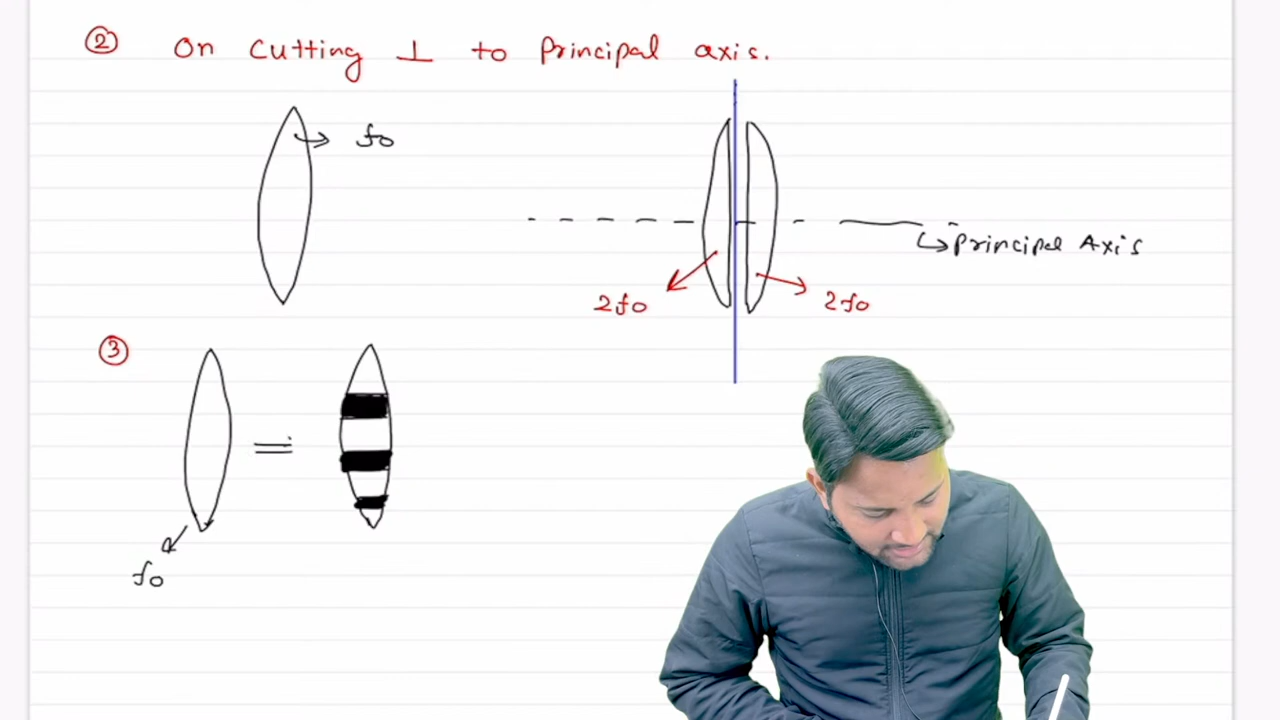 ② On Cutting ⊥ to Principal axis.
fo
Principal Axis
2fo
2fo
③
=
fo